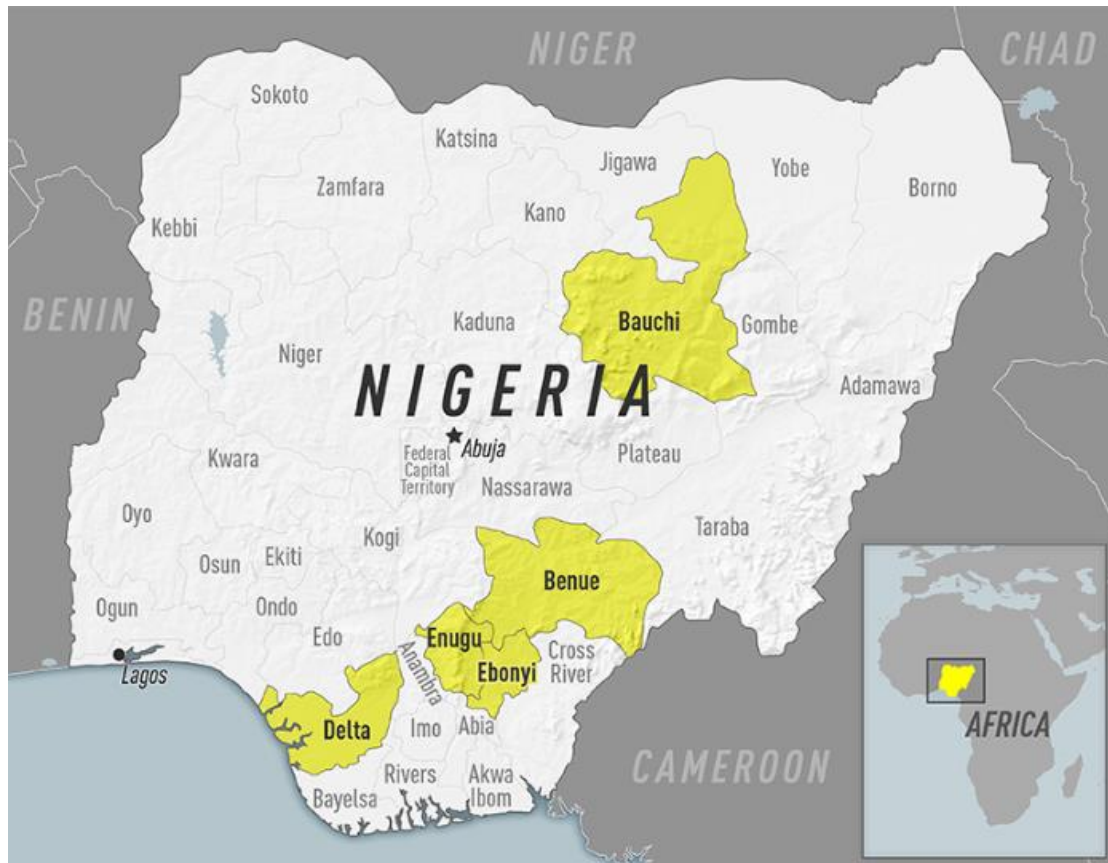 NIGER
CHAD
Sokoto
Katsina
Jigawa
Yobe
Zamfara
Borno
Kano
Kebbi
BENIN
Bauchi
Kaduna
Gombe
Niger
NIGERIA
Adamawa
Abuja
Federal
Capital
Territory
Plateau
Kwara
Nassarawa
Oyo
Kogi
Taraba
Osun
Ekiti
Benue
Ogun
Ondo
Edo
Enugu
Anambra
Ebonyi
Cross
River
Lagos
Delta
Imo
Abia
AFRICA
CAMEROON
Rivers
Akwa
Ibom
Bayelsa